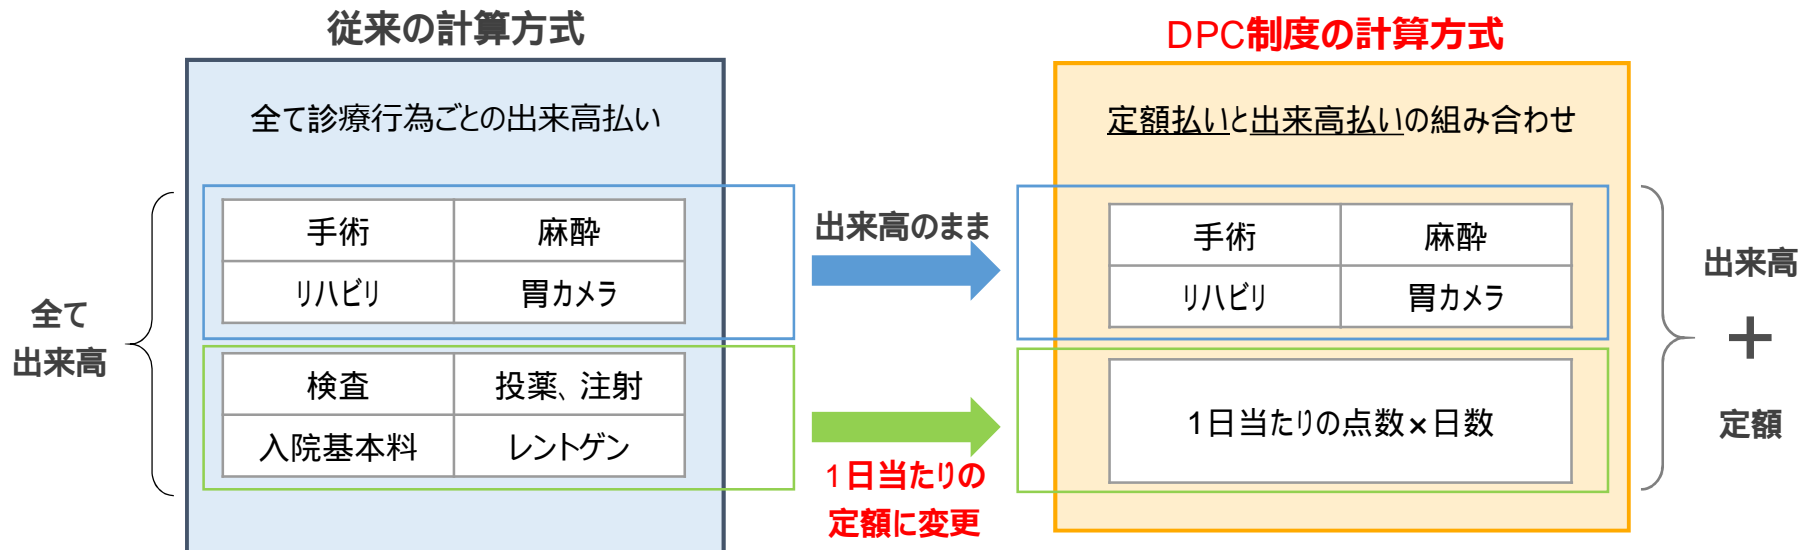 従来の計算方式
全て診療行為ごとの出来高払い
全て
出来高
手術
麻酔
リハビリ
胃カメラ
検査
投薬、注射
入院基本料
レントゲン
出来高のまま
1日当たりの
定額に変更
DPC制度の計算方式
定額払いと出来高払いの組み合わせ
手術
麻酔
リハビリ
胃カメラ
1日当たりの点数×日数
出来高
＋
定額